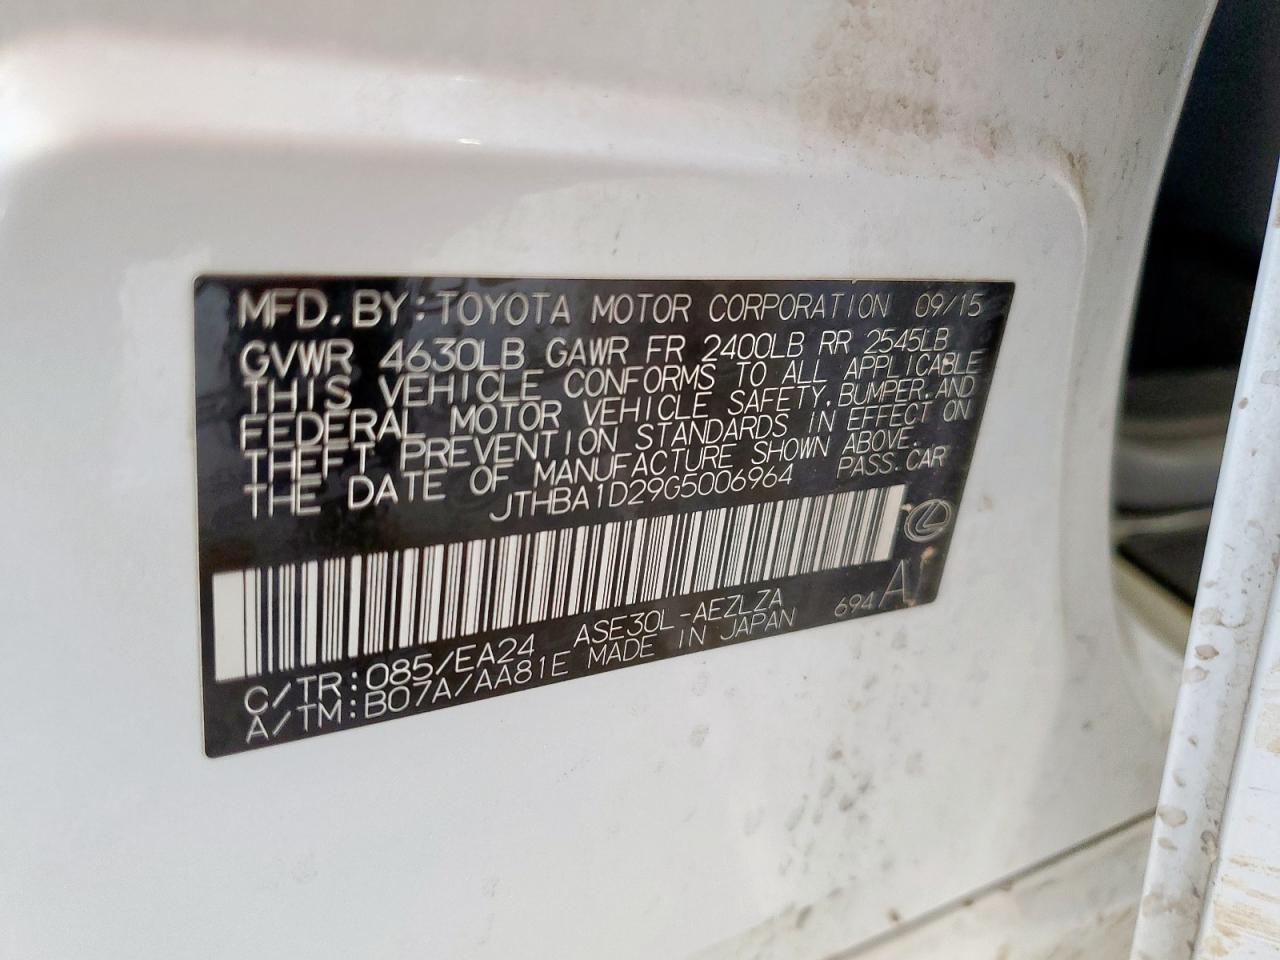 MFD. BY: TOYOTA MOTOR CORPORATION 09/15
GVWR 4630LB GAWR FR 2400LB RR 2545LB
THIS VEHICLE CONFORMS TO ALL APPLICABLE
FEDERAL MOTOR VEHICLE SAFETY, BUMPER, AND
THEFT PREVENTION STANDARDS IN EFFECT ON
THE DATE OF MANUFACTURE SHOWN ABOVE.
JTHBA1D29G5006964 PASS. CAR
C/TR: 085/EA24 ASE30L-AEZLZA 694
A/TM: B07A/AA81E MADE IN JAPAN